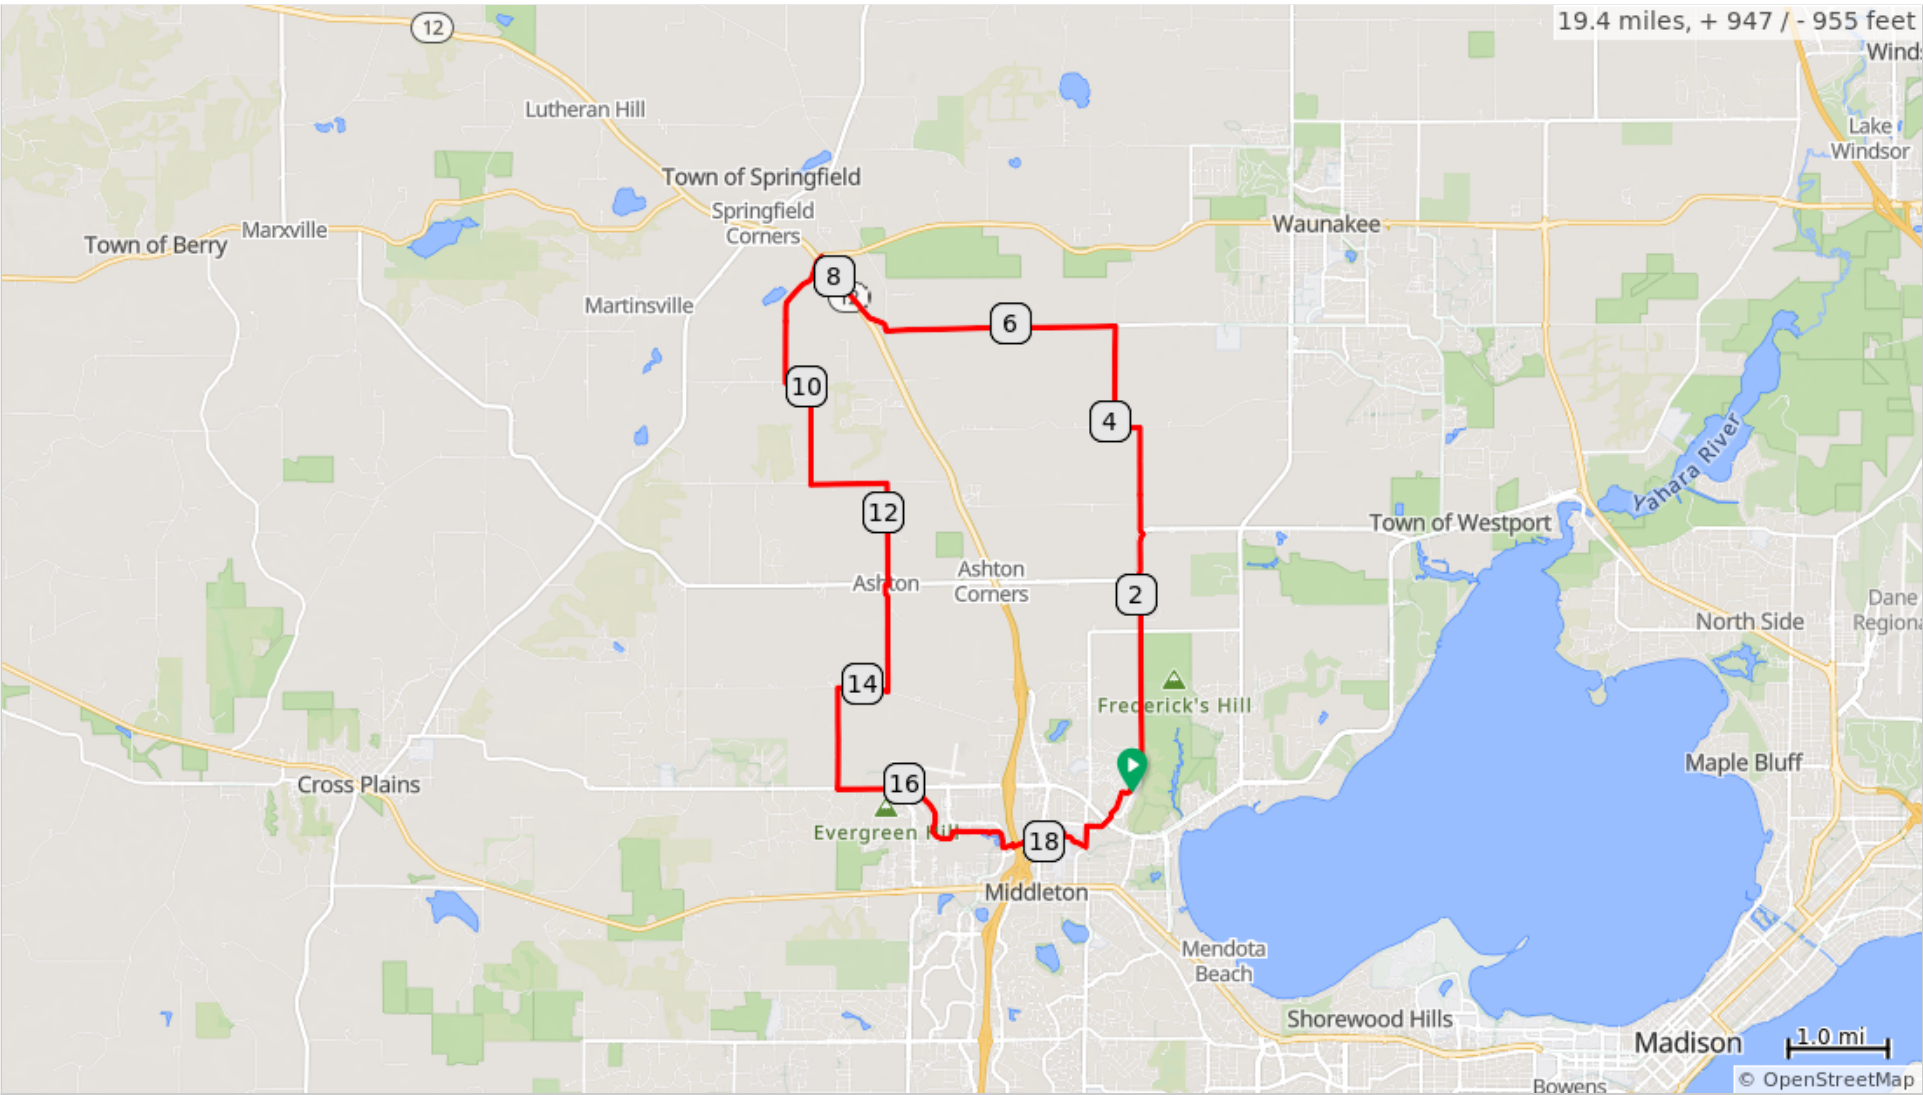 19.4 miles, + 947 / - 955 feet
12
Lutheran Hill
Lake
Windsor
Town of Springfield
Springfield
Corners
Town of Berry
Marxville
Waunakee
8
Martinsville
6
10
4
Yahara River
12
Town of Westport
Ashton
Ashton
Corners
2
North Side
Dane
14
Frederick's Hill
Maple Bluff
Cross Plains
16
Evergreen Hill
18
Middleton
Mendota
Beach
Shorewood Hills
Madison
1.0 mi
© OpenStreetMap
Bowens